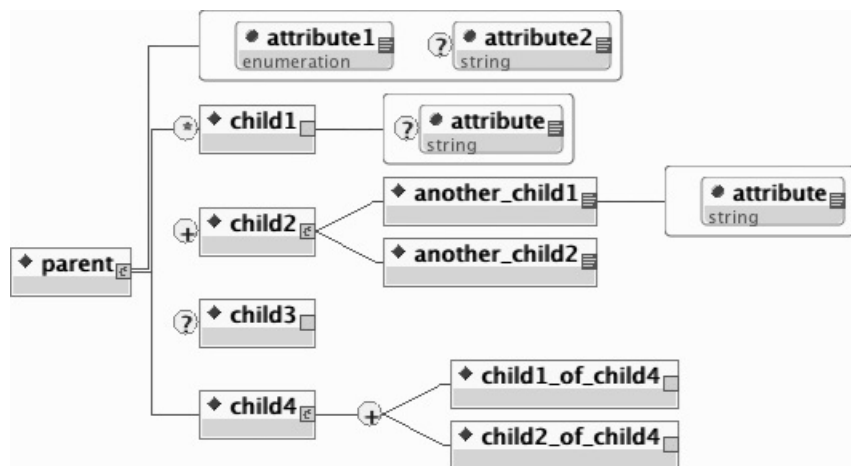 attribute1
enumeration
?
attribute2
string
*
child1
?
attribute
string
+
child2
another_child1
attribute
string
another_child2
parent
?
child3
child4
+
child1_of_child4
child2_of_child4